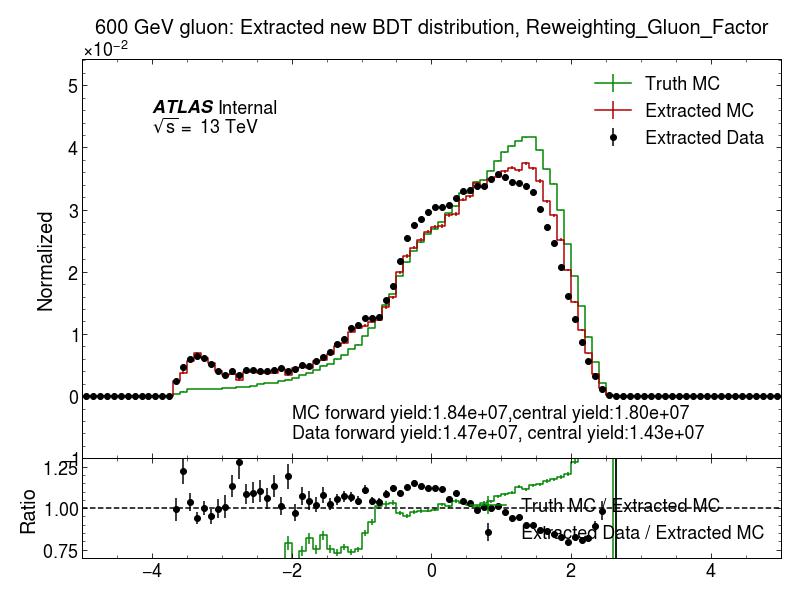 600 GeV gluon: Extracted new BDT distribution, Reweighting_Gluon_Factor
×10−2
ATLAS Internal
√s = 13 TeV
Truth MC
Extracted MC
Extracted Data
Normalized
5
4
3
2
1
0
MC forward yield:1.84e+07,central yield:1.80e+07
Data forward yield:1.47e+07, central yield:1.43e+07
Ratio
1.25
1.00
0.75
Truth MC / Extracted MC
Extracted Data / Extracted MC
−4
−2
0
2
4